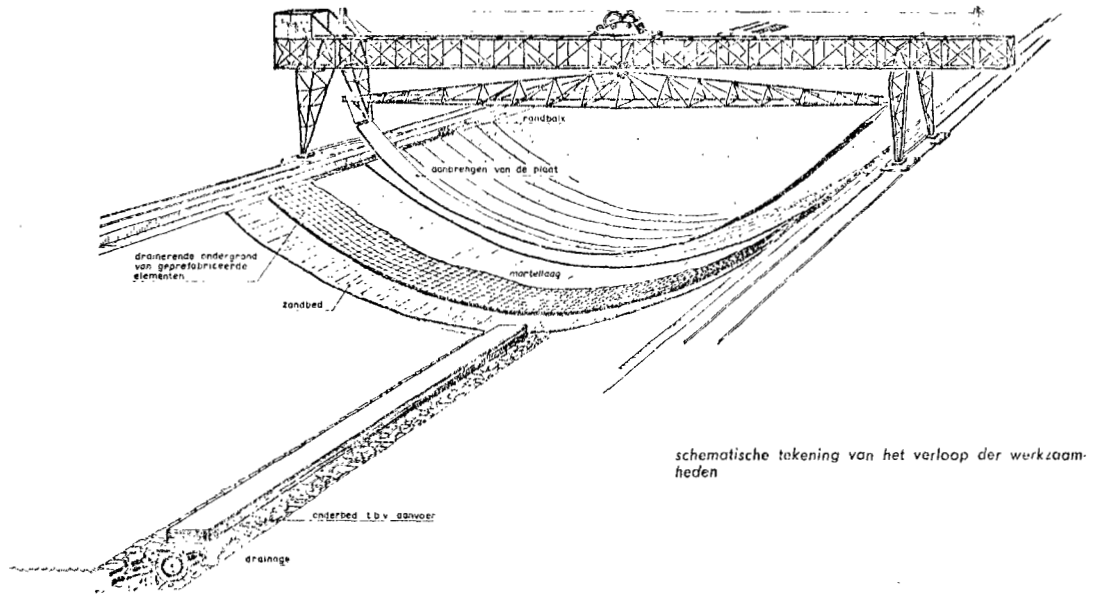 randbalk
aanbrengen van de plaat
drainerende ondergrond
van geprefabriceerde
elementen
mortellaag
zandbed
schematische tekening van het verloop der werkzaam-
heden
onderbed t.b.v. aanvoer
drainage